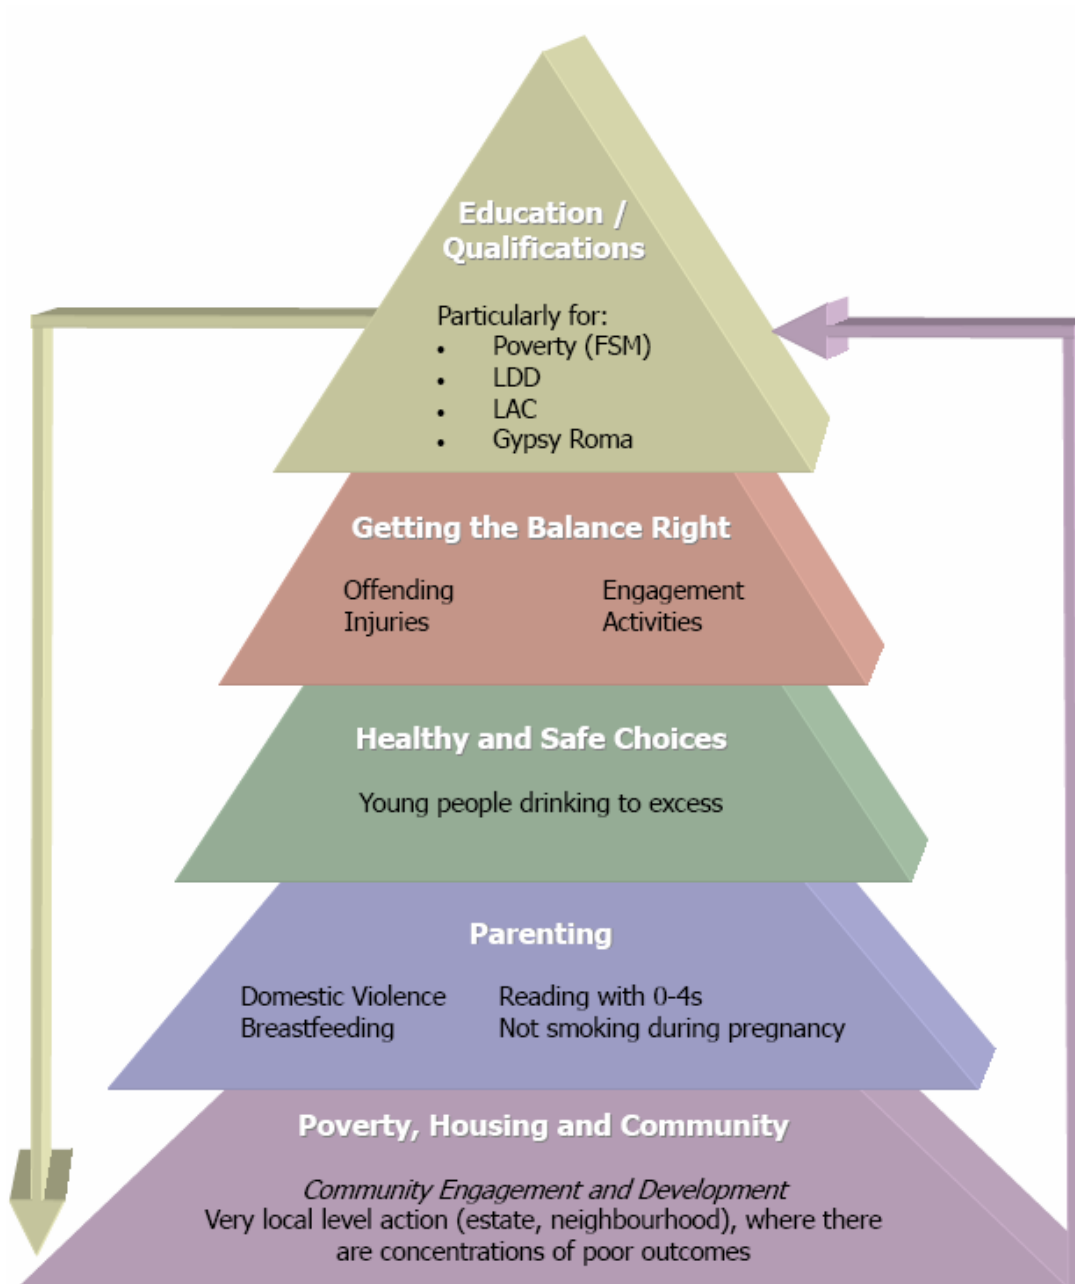 Education /
Qualifications
Particularly for:
• Poverty (FSM)
• LDD
• LAC
• Gypsy Roma
Getting the Balance Right
Offending Engagement
Injuries Activities
Healthy and Safe Choices
Young people drinking to excess
Parenting
Domestic Violence Reading with 0-4s
Breastfeeding Not smoking during pregnancy
Poverty, Housing and Community
Community Engagement and Development
Very local level action (estate, neighbourhood), where there
are concentrations of poor outcomes